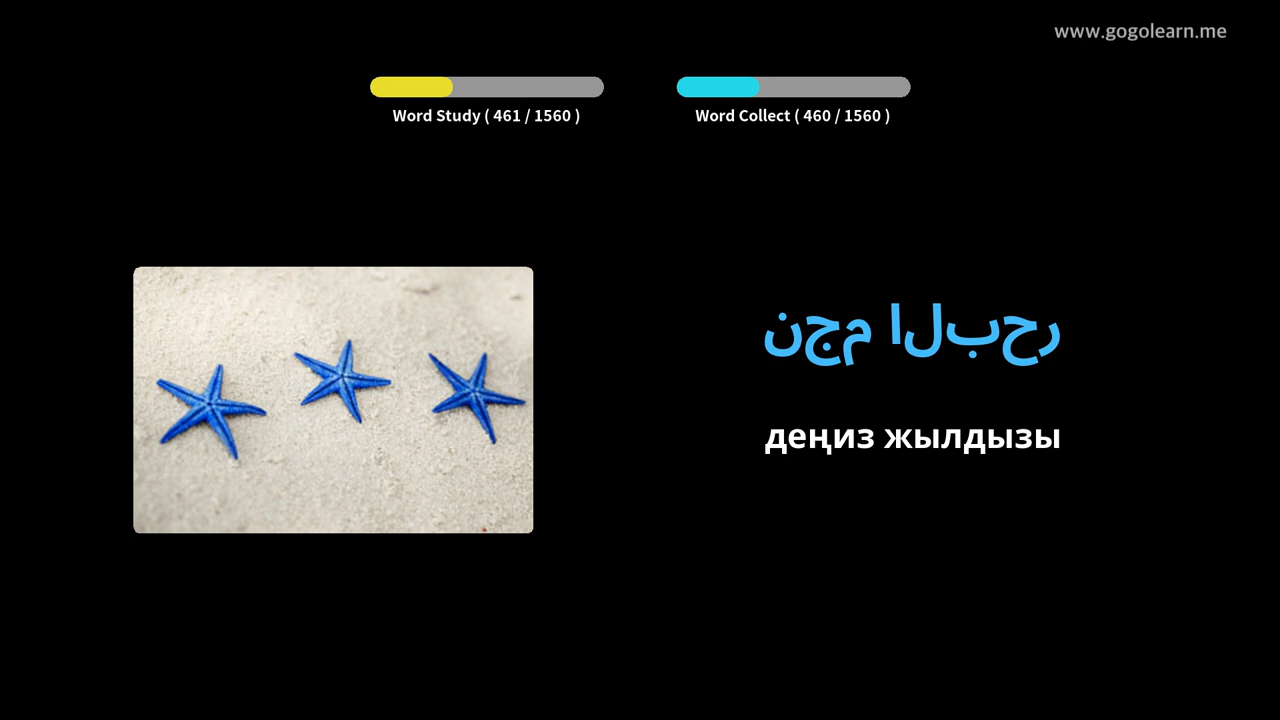 www.gogolearn.me
Word Study ( 461 / 1560 )
Word Collect ( 460 / 1560 )
نجم البحر
деңиз жылдызы